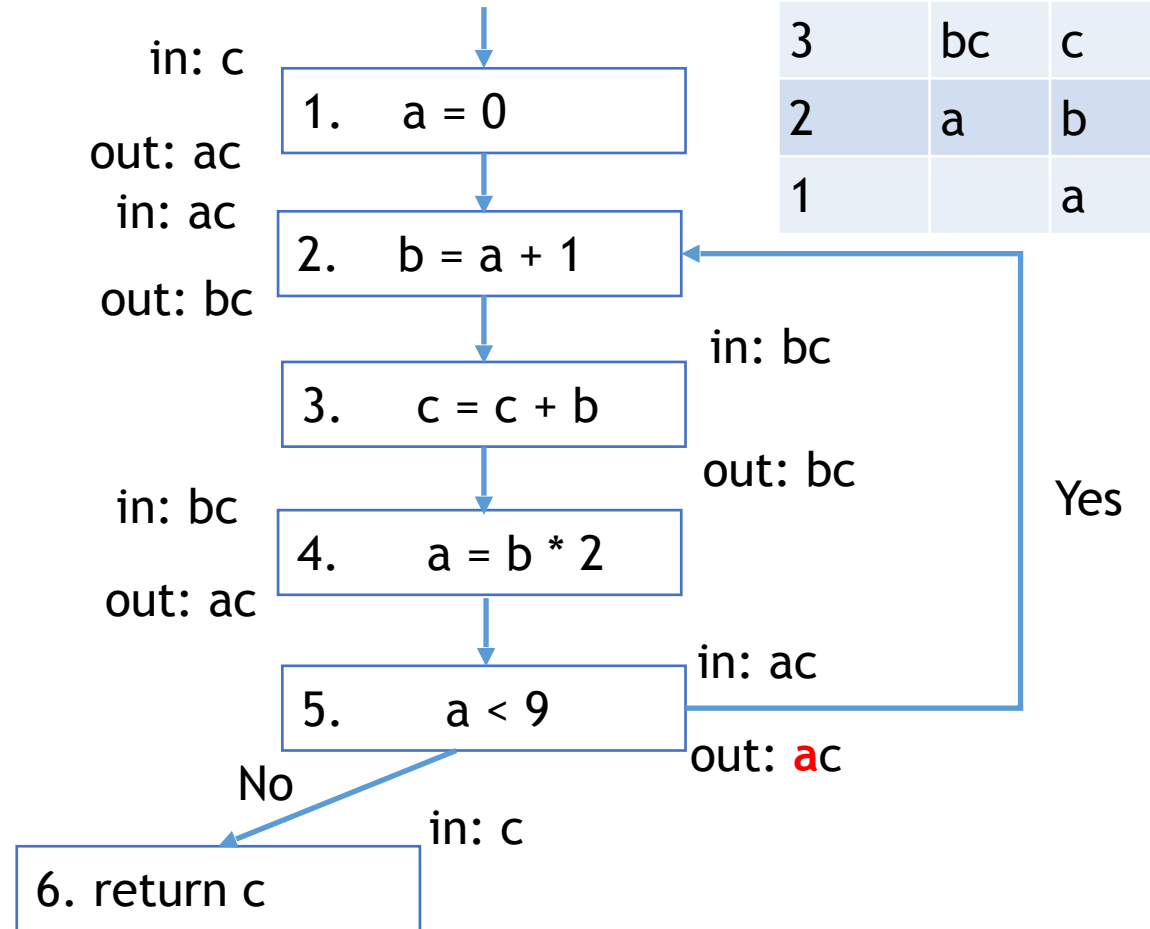 in: c
1. a = 0
out: ac
in: ac
2. b = a + 1
out: bc
in: bc
3. c = c + b
out: bc
in: bc
4. a = b * 2
out: ac
in: ac
5. a < 9
out: ac
Yes
No
in: c
6. return c
3 bc c
2 a b
1 a